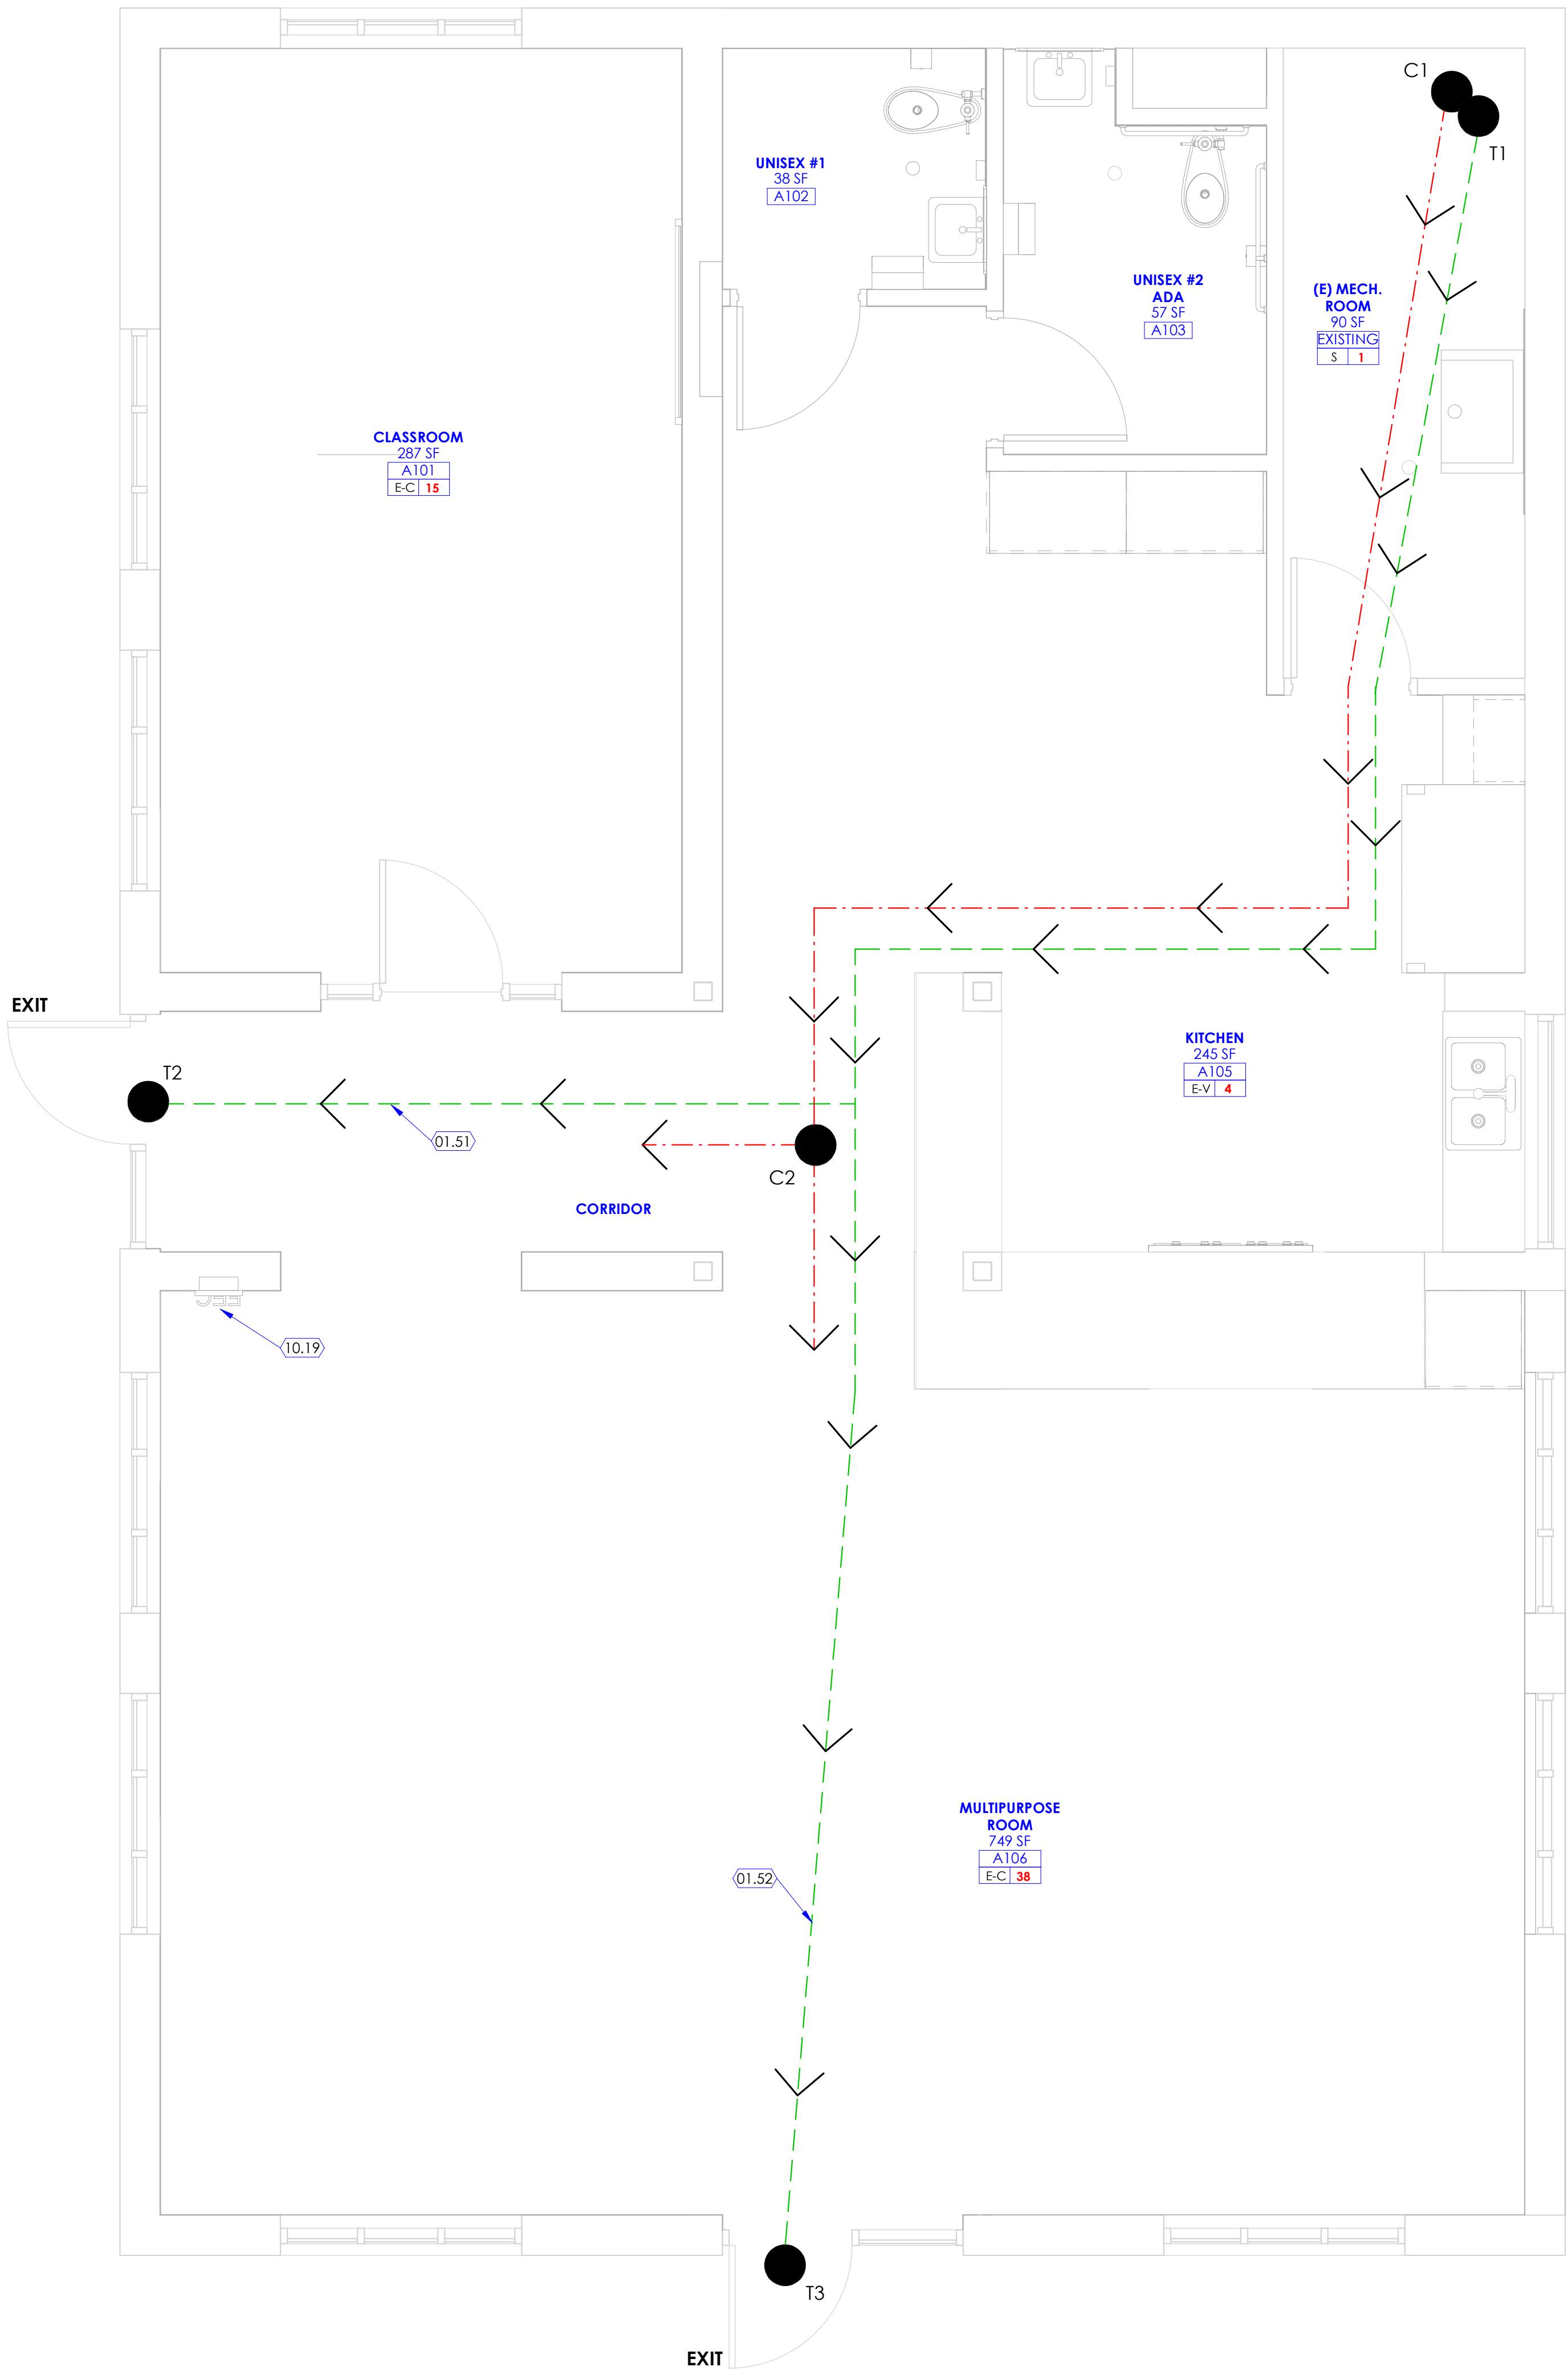 C1
T1
UNISEX #1
38 SF
A102
UNISEX #2
ADA
57 SF
A103
(E) MECH.
ROOM
90 SF
EXISTING
S 1
CLASSROOM
287 SF
A101
E-C 15
EXIT
T2
01.51
C2
CORRIDOR
KITCHEN
245 SF
A105
E-V 4
10.19
MULTIPURPOSE
ROOM
749 SF
A106
E-C 38
01.52
T3
EXIT